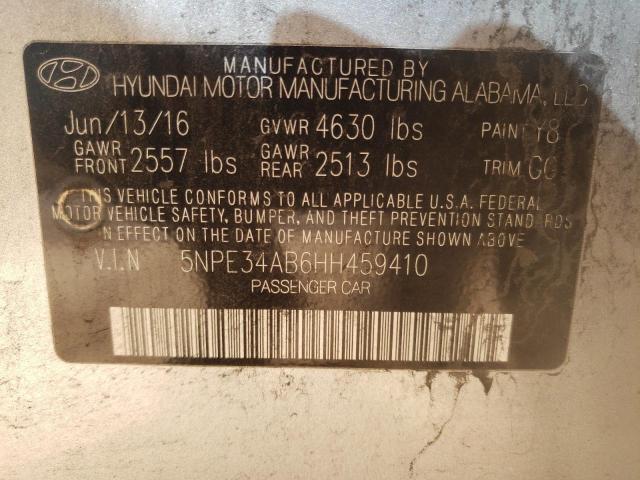 MANUFACTURED BY
HYUNDAI MOTOR MANUFACTURING ALABAMA, LLC
Jun/13/16 GVWR 4630 lbs PAINT Y8
GAWR FRONT 2557 lbs GAWR REAR 2513 lbs TRIM
THIS VEHICLE CONFORMS TO ALL APPLICABLE U.S.A. FEDERAL
MOTOR VEHICLE SAFETY, BUMPER, AND THEFT PREVENTION STANDARDS
IN EFFECT ON THE DATE OF MANUFACTURE SHOWN ABOVE.
V.I.N 5NPE34AB6HH459410
PASSENGER CAR